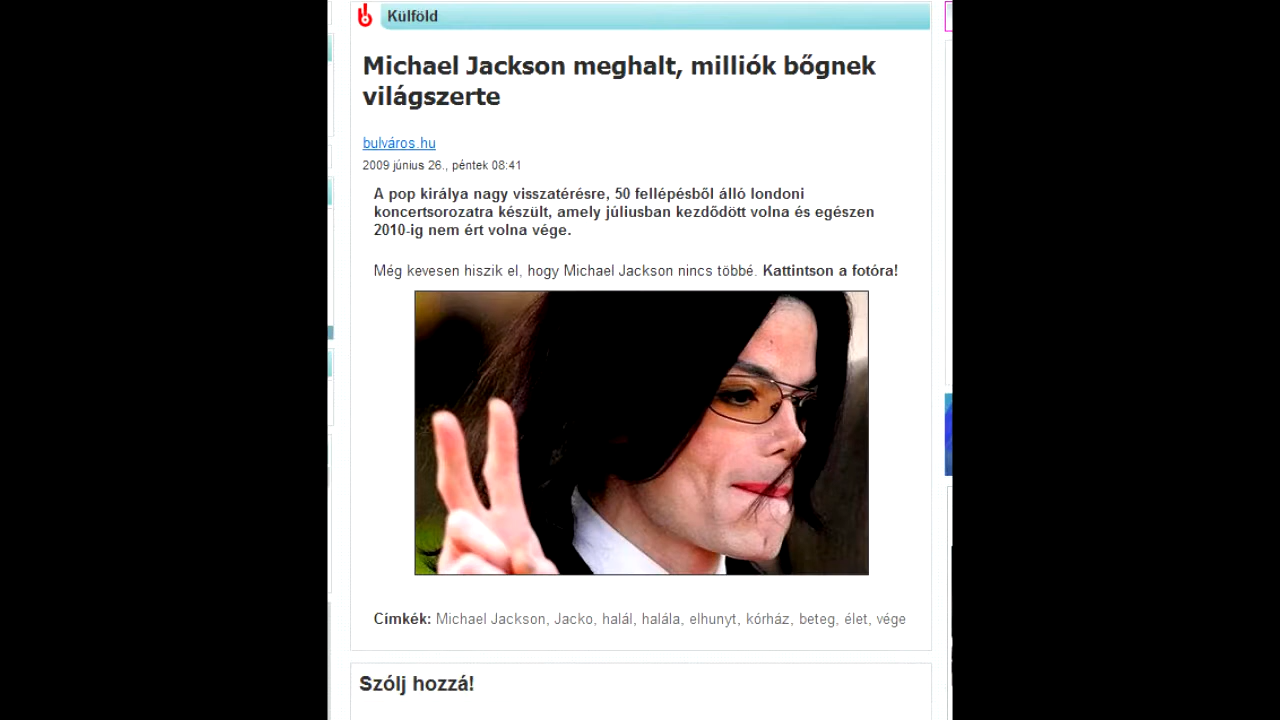 Külföld
Michael Jackson meghalt, milliók bőgnek
világszerte
bulváros.hu
2009 június 26., péntek 08:41
A pop királya nagy visszatérésre, 50 fellépésből álló londoni
koncertsorozatra készült, amely júliusban kezdődött volna és egészen
2010-ig nem ért volna vége.
Még kevesen hiszik el, hogy Michael Jackson nincs többé. Kattintson a fotóra!
Címkék: Michael Jackson, Jacko, halál, halála, elhunyt, kórház, beteg, élet, vége
Szólj hozzá!